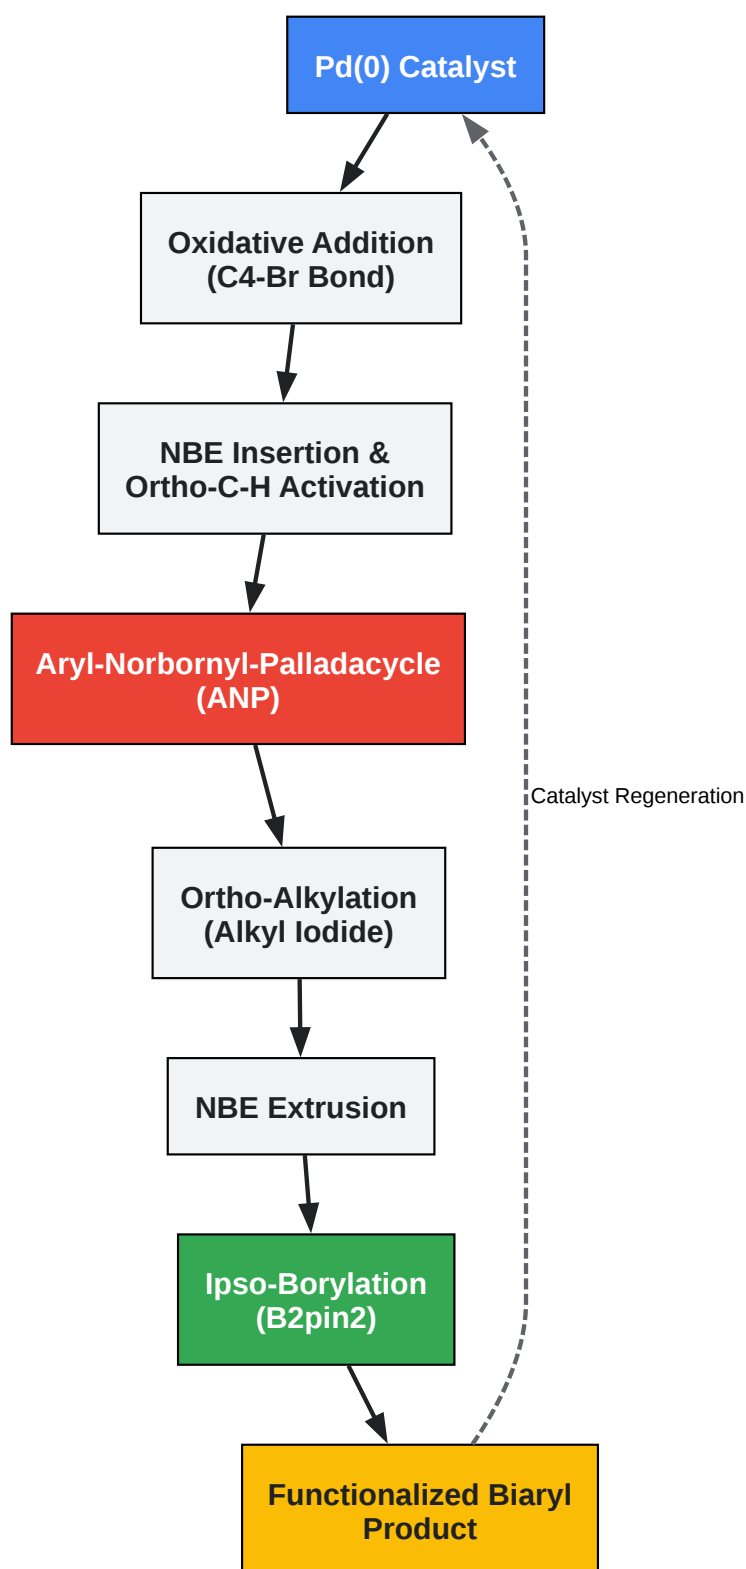 Pd(0) Catalyst
Oxidative Addition
(C4-Br Bond)
NBE Insertion &
Ortho-C-H Activation
Aryl-Norbornyl-Palladacycle
(ANP)
Catalyst Regeneration
Ortho-Alkylation
(Alkyl Iodide)
NBE Extrusion
Ipso-Borylation
(B2pin2)
Functionalized Biaryl
Product